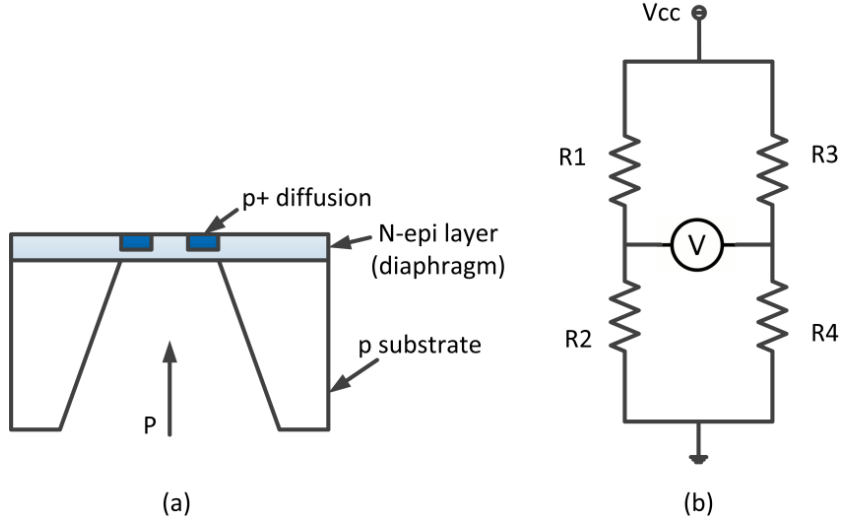 Vcc
R1
R3
p+ diffusion
N-epi layer
(diaphragm)
V
R2
R4
p substrate
P
(a)
(b)